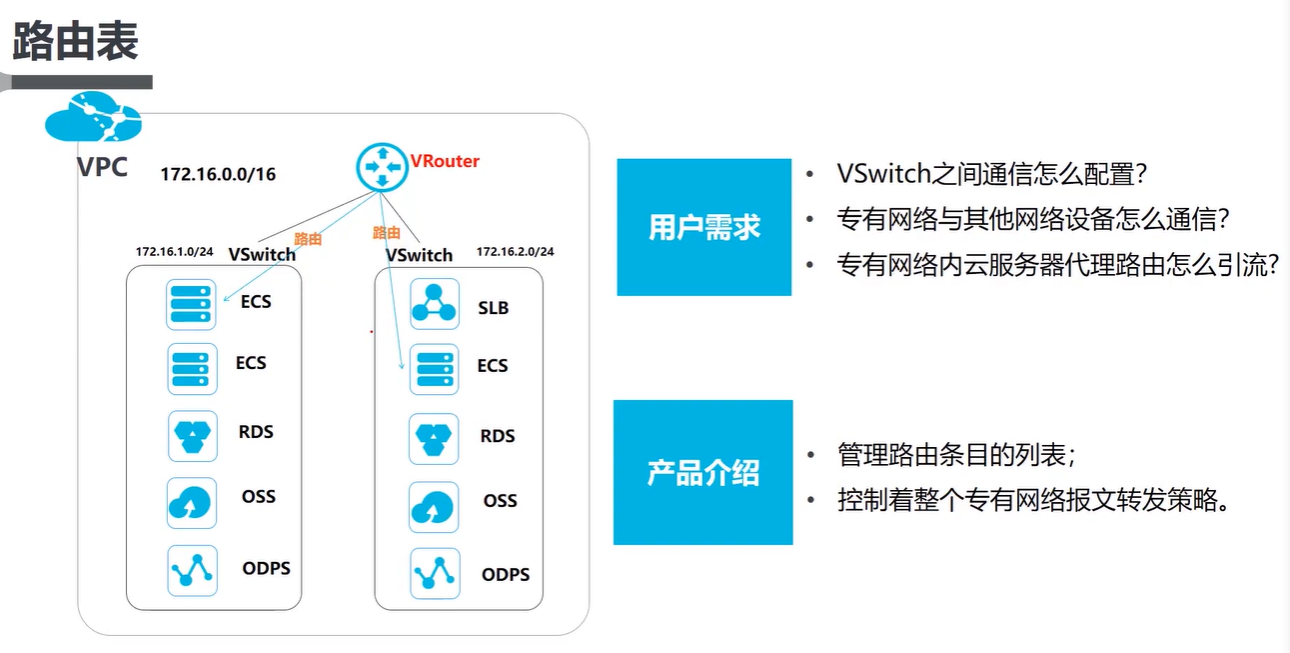 路由表
VPC
172.16.0.0/16
VRouter
路由
路由
172.16.1.0/24
VSwitch
VSwitch
172.16.2.0/24
ECS
ECS
RDS
OSS
ODPS
SLB
ECS
RDS
OSS
ODPS
用户需求
• VSwitch之间通信怎么配置？
• 专有网络与其他网络设备怎么通信？
• 专有网络内云服务器代理路由怎么引流？
产品介绍
• 管理路由条目的列表；
• 控制着整个专有网络报文转发策略。